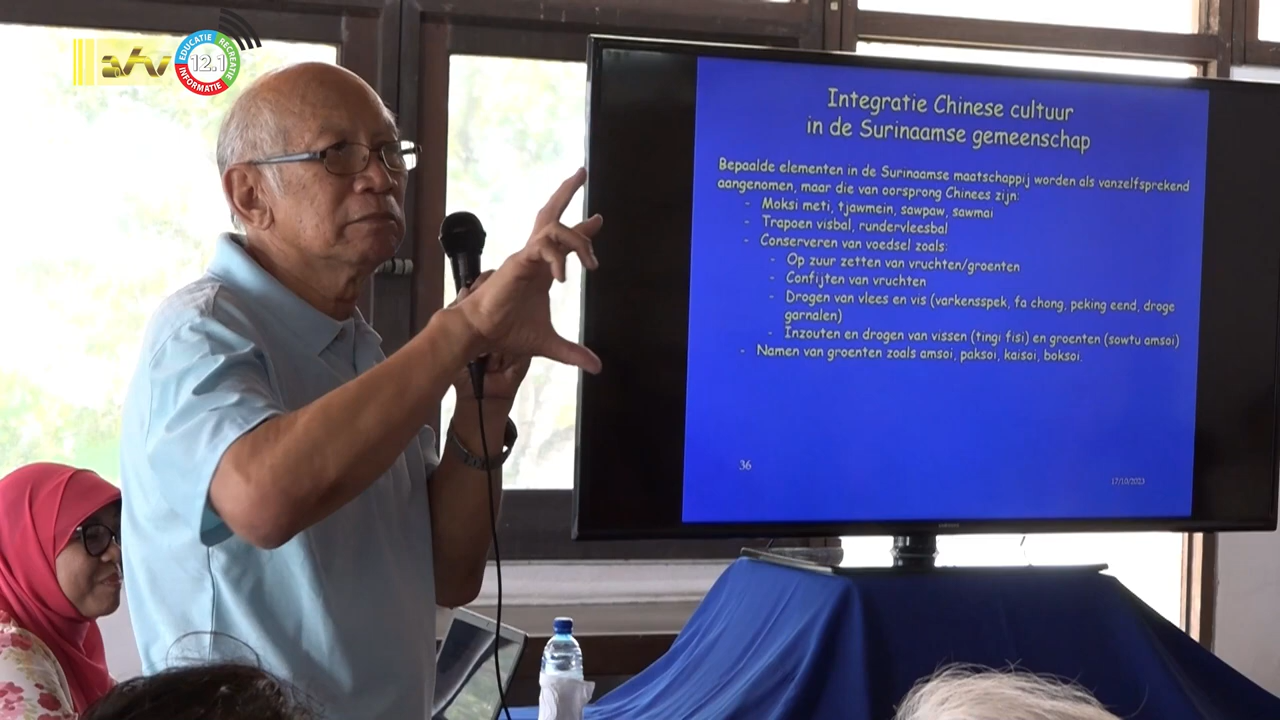 atv
EDUCATIE
RECREATIE
INFORMATIE
12.1
Integratie Chinese cultuur
in de Surinaamse gemeenschap
Bepaalde elementen in de Surinaamse maatschappij worden als vanzelfsprekend
aangenomen, maar die van oorsprong Chinees zijn:
- Moksi meti, tjawmein, sawpaw, sawmai
- Trapoen visbal, rundervleesbal
- Conserveren van voedsel zoals:
- Op zuur zetten van vruchten/groenten
- Confijten van vruchten
- Drogen van vlees en vis (varkensspek, fa chong, peking eend, droge
garnalen)
- Inzouten en drogen van vissen (tingi fisi) en groenten (sowtu amsoi)
- Namen van groenten zoals amsoi, paksoi, kaisoi, boksoi.
36
17/10/2023
SAMSUNG